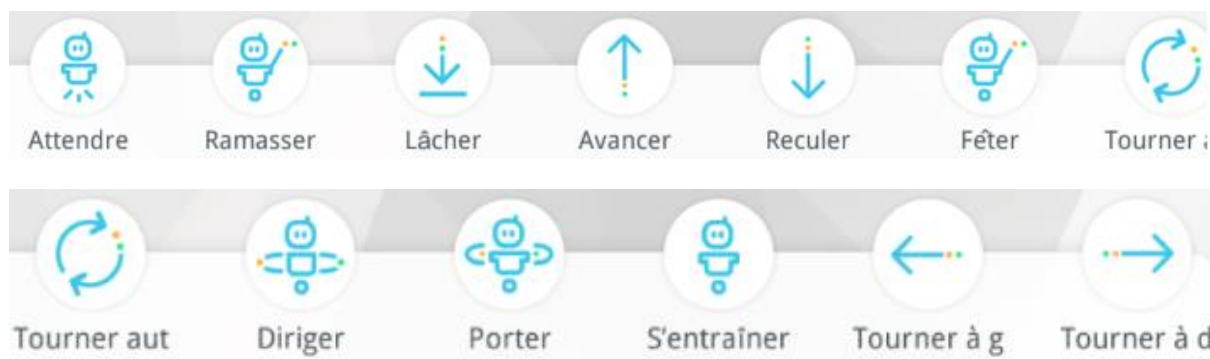 Attendre Ramasser Lâcher Avancer Reculer Fêter Tourner
Tourner aut Diriger Porter S'entraîner Tourner à g Tourner à d